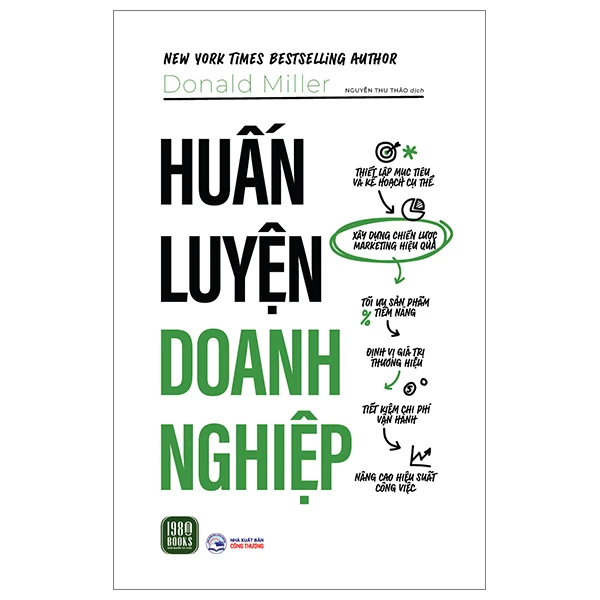 NEW YORK TIMES BESTSELLING AUTHOR
Donald Miller
NGUYỄN THU THẢO dịch
HUẤN
LUYỆN
DOANH
NGHIỆP
THIẾT LẬP MỤC TIÊU
VÀ KẾ HOẠCH CỤ THỂ
XÂY DỰNG CHIẾN LƯỢC
MARKETING HIỆU QUẢ
TỐI ƯU SẢN PHẨM
TIỀM NĂNG
%
ĐỊNH VỊ GIÁ TRỊ
THƯƠNG HIỆU
$
TIẾT KIỆM CHI PHÍ
VẬN HÀNH
NÂNG CAO HIỆU SUẤT
CÔNG VIỆC
1980
BOOKS
NHÀ XUẤT BẢN
CÔNG THƯƠNG